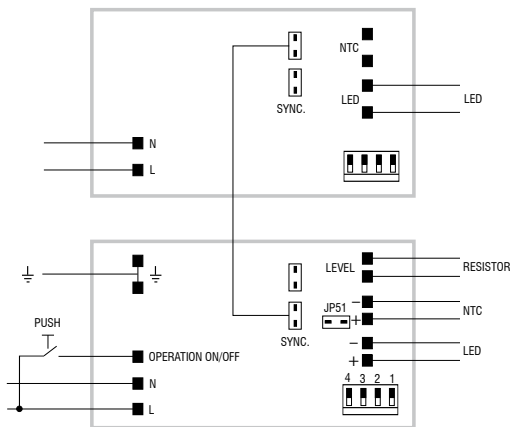 NTC
LED
LED
SYNC.
N
L
LEVEL
RESISTOR
JP51
−
+
NTC
SYNC.
−
+
LED
PUSH
OPERATION ON/OFF
N
L
4 3 2 1